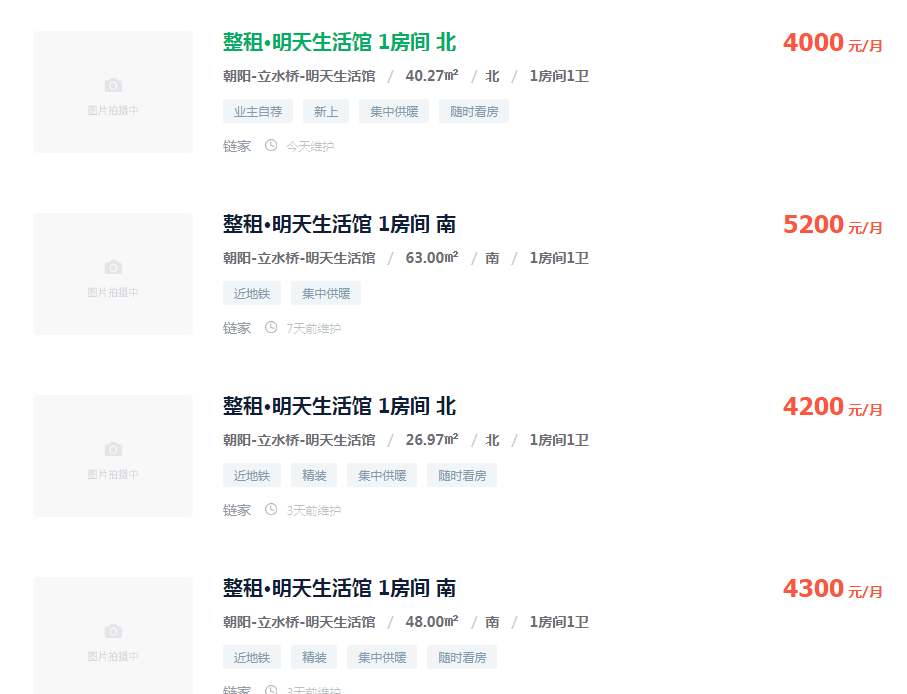 整租·明天生活馆 1房间 北
4000 元/月
朝阳-立水桥-明天生活馆 / 40.27㎡ / 北 / 1房间1卫
图片拍摄中
业主自荐 新上 集中供暖 随时看房
链家 今天维护
整租·明天生活馆 1房间 南
5200 元/月
朝阳-立水桥-明天生活馆 / 63.00㎡ / 南 / 1房间1卫
图片拍摄中
近地铁 集中供暖
链家 7天前维护
整租·明天生活馆 1房间 北
4200 元/月
朝阳-立水桥-明天生活馆 / 26.97㎡ / 北 / 1房间1卫
图片拍摄中
近地铁 精装 集中供暖 随时看房
链家 3天前维护
整租·明天生活馆 1房间 南
4300 元/月
朝阳-立水桥-明天生活馆 / 48.00㎡ / 南 / 1房间1卫
图片拍摄中
近地铁 精装 集中供暖 随时看房
链家 3天前维护